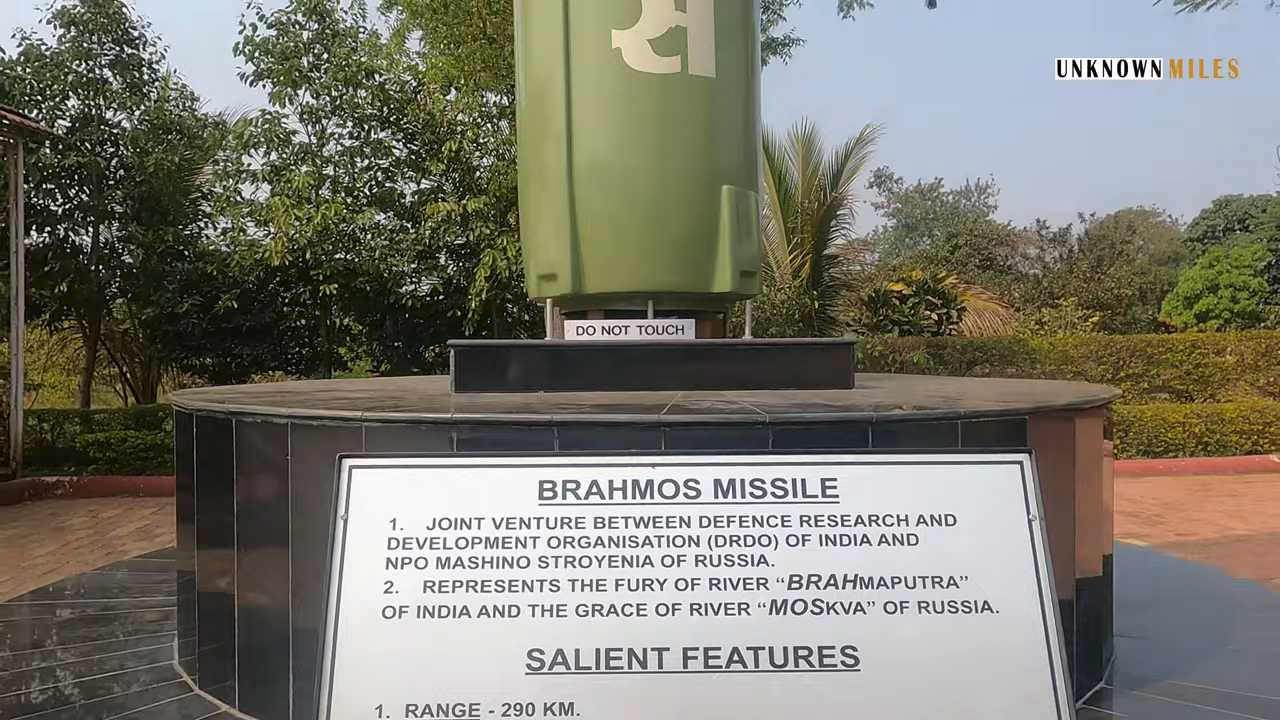 स
UNKNOWN MILES
DO NOT TOUCH
BRAHMOS MISSILE
1. JOINT VENTURE BETWEEN DEFENCE RESEARCH AND
DEVELOPMENT ORGANISATION (DRDO) OF INDIA AND
NPO MASHINO STROYENIA OF RUSSIA.
2. REPRESENTS THE FURY OF RIVER “BRAHMAPUTRA”
OF INDIA AND THE GRACE OF RIVER “MOSKVA” OF RUSSIA.
SALIENT FEATURES
1. RANGE - 290 KM.